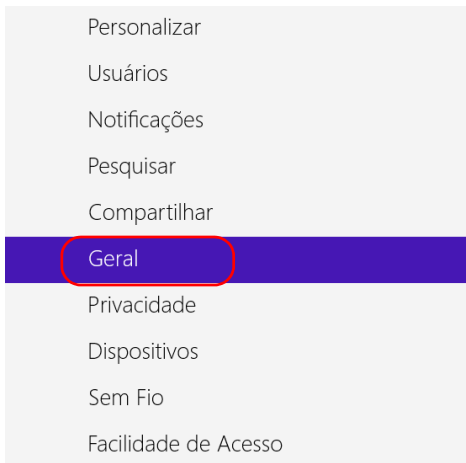 Personalizar
Usuários
Notificações
Pesquisar
Compartilhar
Geral
Privacidade
Dispositivos
Sem Fio
Facilidade de Acesso